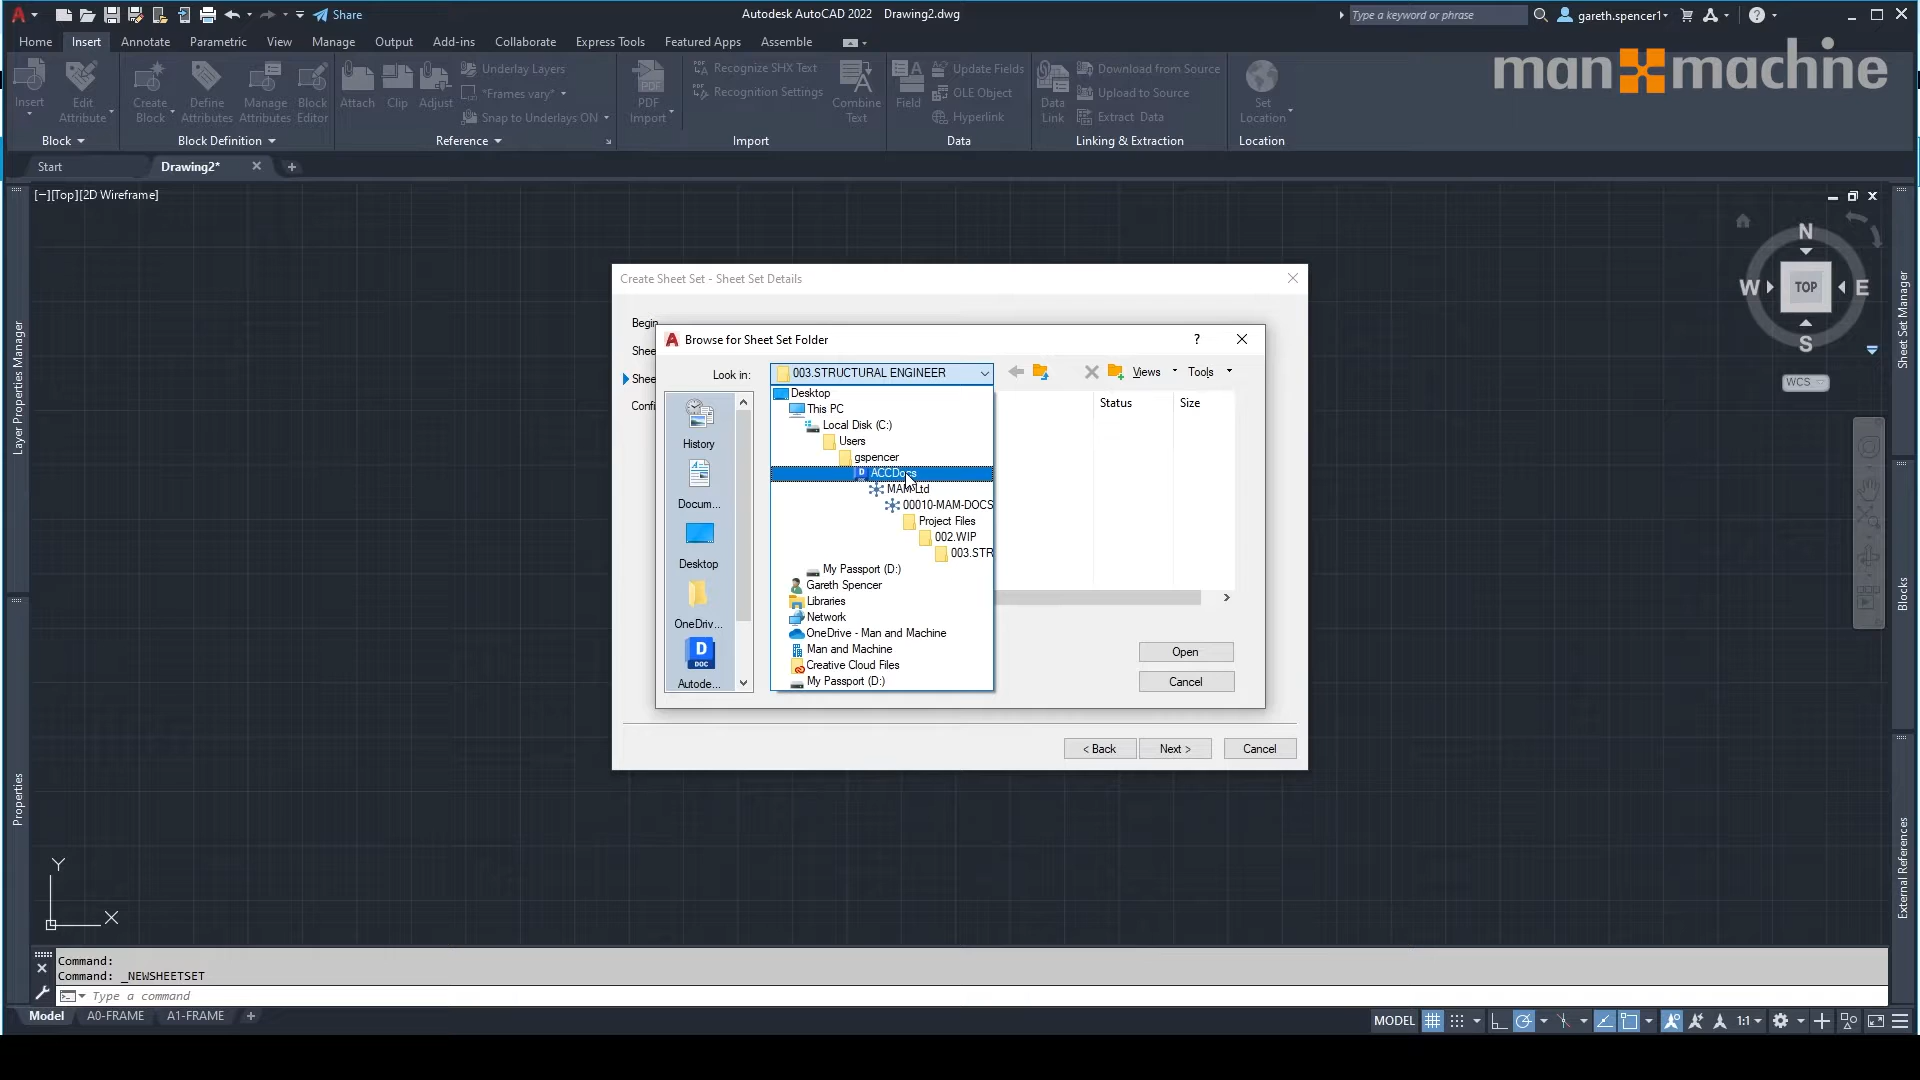 Share
Autodesk AutoCAD 2022 Drawing2.dwg
Type a keyword or phrase
gareth.spencer1
Home Insert Annotate Parametric View Manage Output Add-ins Collaborate Express Tools Featured Apps Assemble
man machine
Insert
Edit Attribute
Create Block
Define Attributes
Manage Attributes
Block Editor
Attach Clip Adjust
Underlay Layers
*Frames vary*
Snap to Underlays ON
PDF
PDF Import
Recognize SHX Text
Recognition Settings
Combine Text
Field
Update Fields
OLE Object
Hyperlink
Data Link
Download from Source
Upload to Source
Extract Data
Set Location
Block Block Definition Reference Import Data Linking & Extraction Location
Start Drawing2*
[−][Top][2D Wireframe]
N
W TOP E
S
WCS
Layer Properties Manager
Properties
Sheet Set Manager
Blocks
External References
Create Sheet Set - Sheet Set Details
Begin
Shee
Shee
Confi
Browse for Sheet Set Folder
?
Look in: 003.STRUCTURAL ENGINEER
Views Tools
Status Size
History
Docum...
Desktop
OneDriv...
D
DOC
Autode...
Desktop
This PC
Local Disk (C:)
Users
gspencer
ACCDocs
MAM Ltd
00010-MAM-DOCS
Project Files
002.WIP
003.STR
My Passport (D:)
Gareth Spencer
Libraries
Network
OneDrive - Man and Machine
Man and Machine
Creative Cloud Files
My Passport (D:)
Open
Cancel
< Back Next > Cancel
Y
X
Command:
Command: _NEWSHEETSET
Type a command
Model A0-FRAME A1-FRAME
MODEL 1:1